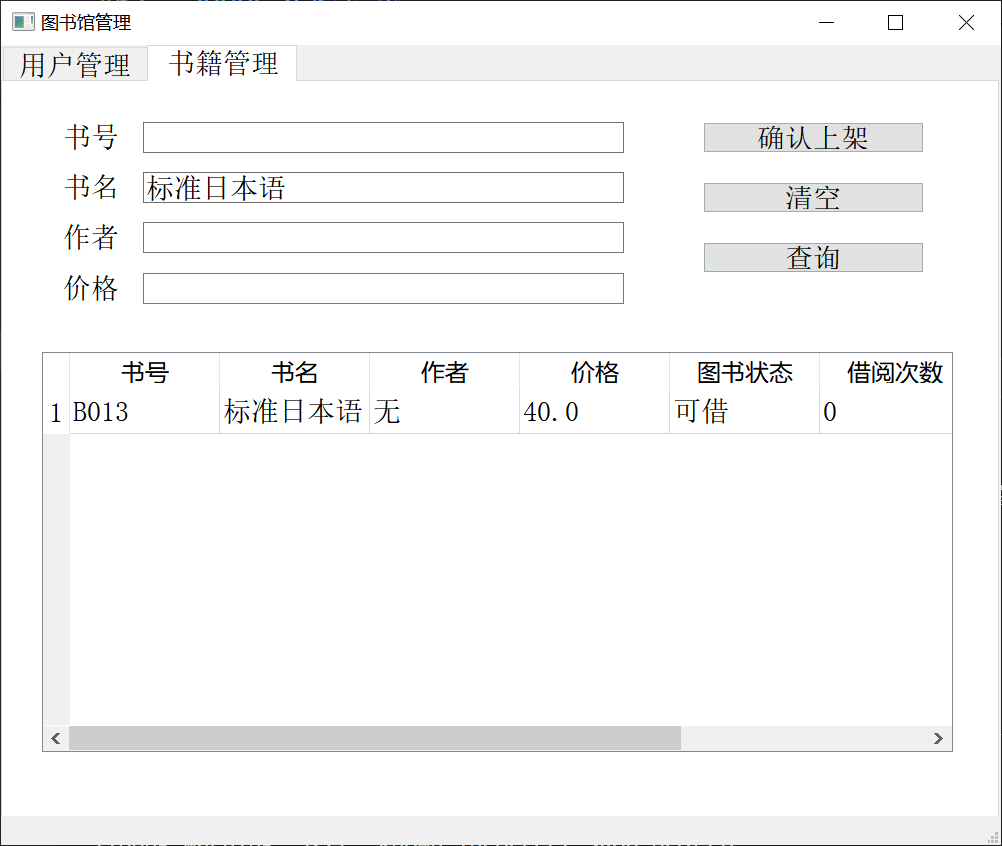 图书馆管理
用户管理 书籍管理
书号 确认上架
书名 标准日本语 清空
作者 查询
价格
书号 书名 作者 价格 图书状态 借阅次数
1 B013 标准日本语 无 40.0 可借 0